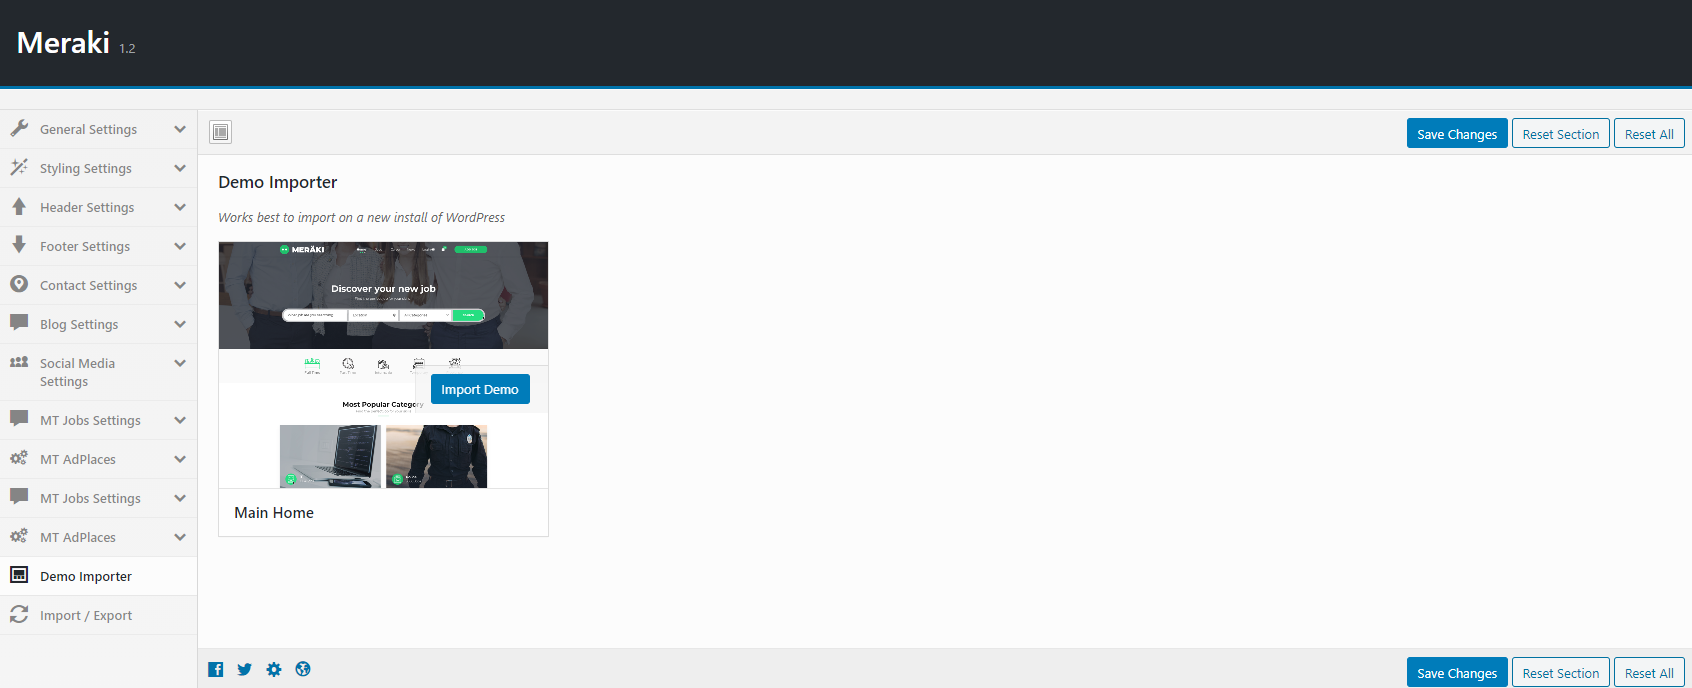 Meraki 1.2
General Settings
Styling Settings
Header Settings
Footer Settings
Contact Settings
Blog Settings
Social Media
Settings
MT Jobs Settings
MT AdPlaces
MT Jobs Settings
MT AdPlaces
Demo Importer
Import / Export
Save Changes Reset Section Reset All
Demo Importer
Works best to import on a new install of WordPress
MERÄKI
Discover your new job
Import Demo
Most Popular Category
Main Home
Save Changes Reset Section Reset All